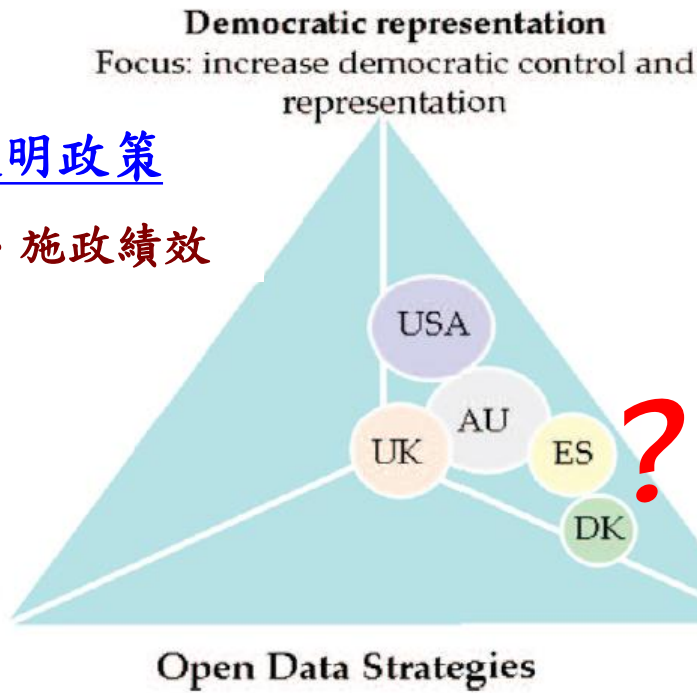 Democratic representation
Focus: increase democratic control and
representation
明政策
施政績效
USA
AU
UK
ES
?
DK
Open Data Strategies